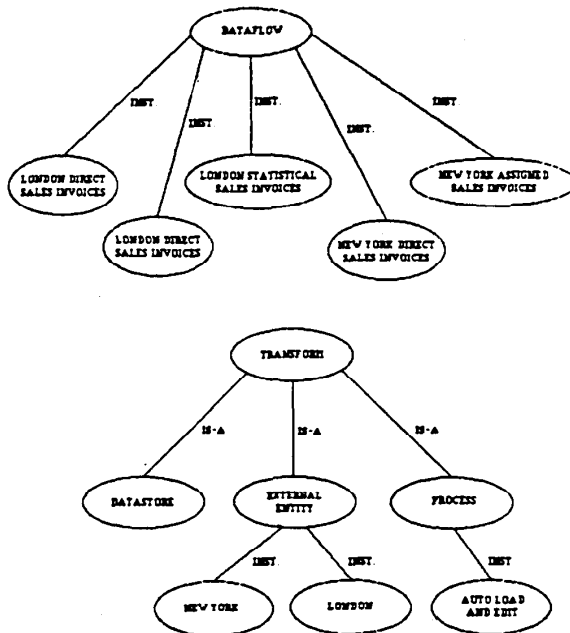 DATAFLOW
INST.
INST.
INST.
INST.
INST
LONDON DIRECT
SALES INVOICES
LONDON STATISTICAL
SALES INVOICES
NEW YORK ASSIGNED
SALES INVOICES
LONDON DIRECT
SALES INVOICES
NEW YORK DIRECT
SALES INVOICES
TRANSFORM
IS-A
IS-A
IS-A
DATASTORE
EXTERNAL
ENTITY
PROCESS
INST.
INST.
INST
NEW YORK
LONDON
AUTO LOAD
AND EDIT